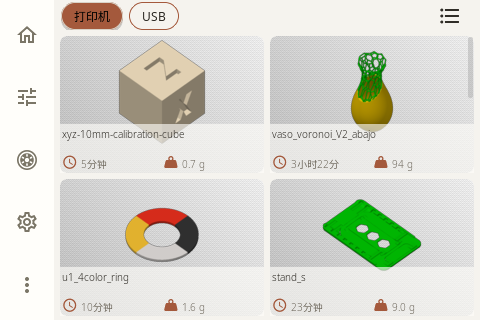 打印机 USB
xyz-10mm-calibration-cube
5分钟 0.7 g
vaso_voronoi_V2_abajo
3小时22分 94 g
u1_4color_ring
10分钟 1.6 g
stand_s
23分钟 9.0 g